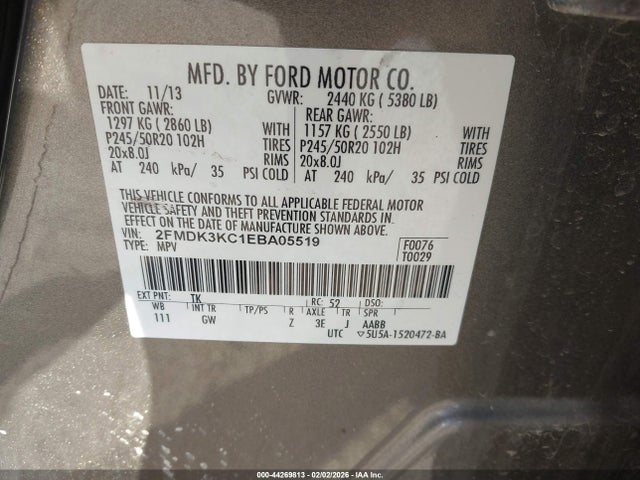 MFD. BY FORD MOTOR CO.
DATE: 11/13 GVWR: 2440 KG ( 5380 LB)
FRONT GAWR: REAR GAWR:
1297 KG ( 2860 LB) WITH 1157 KG ( 2550 LB) WITH
P245/50R20 102H TIRES P245/50R20 102H TIRES
20x8.0J RIMS 20x8.0J RIMS
AT 240 kPa/ 35 PSI COLD AT 240 kPa/ 35 PSI COLD
THIS VEHICLE CONFORMS TO ALL APPLICABLE FEDERAL MOTOR
VEHICLE SAFETY AND THEFT PREVENTION STANDARDS IN
EFFECT ON THE DATE OF MANUFACTURE SHOWN ABOVE.
VIN: 2FMDK3KC1EBA05519 F0076
TYPE: MPV T0029
EXT PNT: TK RC: 52 DSO:
WB INT TR TP/PS R AXLE TR SPR
111 GW Z 3E J AABB
UTC ▽5U5A-1520472-BA
000-44269813 - 02/02/2026 - IAA Inc.